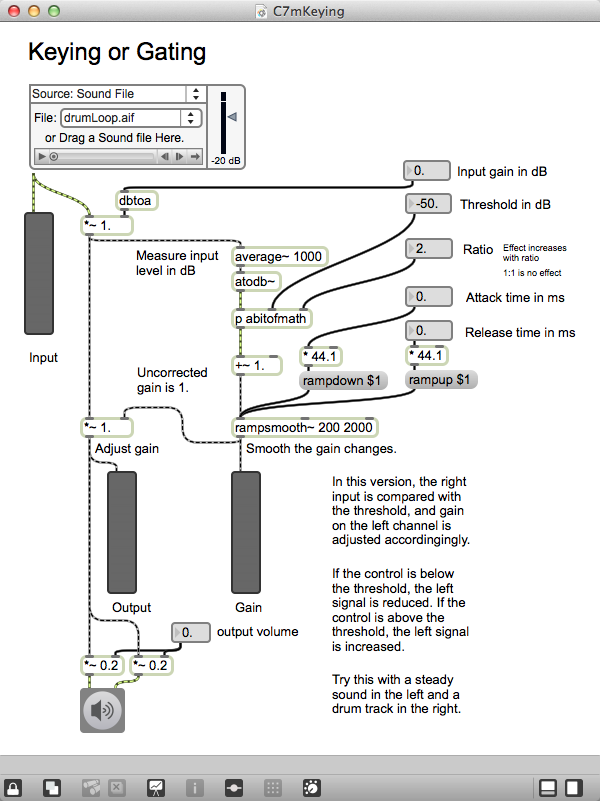 C7mKeying
Keying or Gating
Source: Sound File
File: drumLoop.aif
or Drag a Sound file Here.
-20 dB
0. Input gain in dB
dbtoa
-50. Threshold in dB
*~ 1.
Measure input
level in dB
average~ 1000
2. Ratio
Effect increases
with ratio
1:1 is no effect
atodb~
0. Attack time in ms
p abitofmath
0. Release time in ms
Input
+~ 1.
* 44.1
* 44.1
Uncorrected
gain is 1.
rampdown $1
rampup $1
*~ 1.
rampsmooth~ 200 2000
Adjust gain
Smooth the gain changes.
In this version, the right
input is compared with
the threshold, and gain
on the left channel is
adjusted accordingingly.
If the control is below
the threshold, the left
signal is reduced. If the
control is above the
threshold, the left signal
is increased.
Output
Gain
0. output volume
*~ 0.2
*~ 0.2
Try this with a steady
sound in the left and a
drum track in the right.